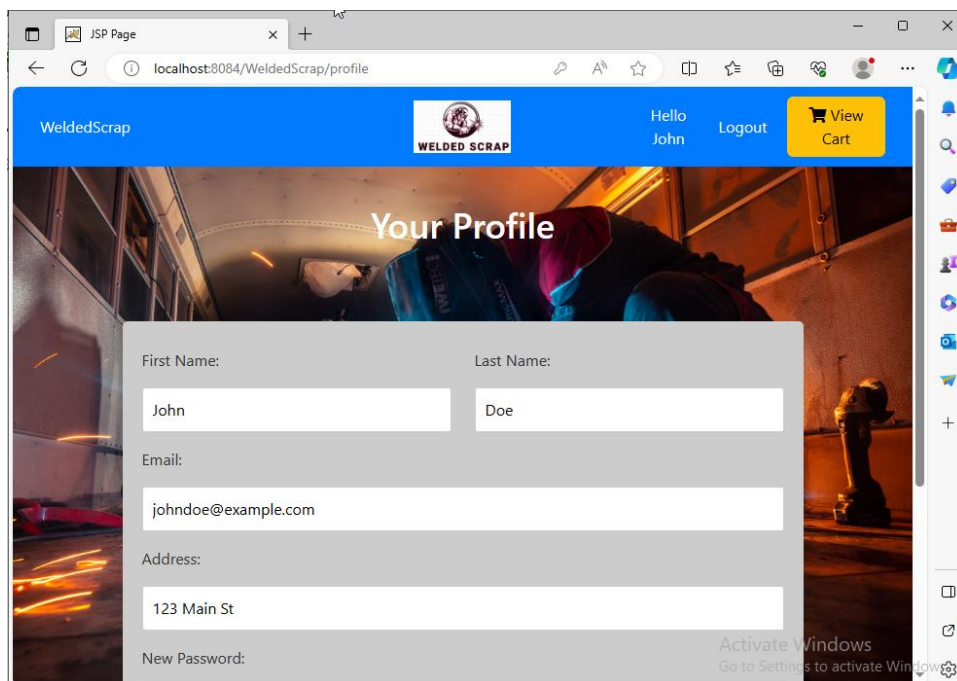 JSP Page
localhost:8084/WeldedScrap/profile
WeldedScrap
WELDED SCRAP
Hello
John
Logout
View
Cart
Your Profile
First Name:
Last Name:
John
Doe
Email:
johndoe@example.com
Address:
123 Main St
New Password:
Activate Windows
Go to Settings to activate Windows